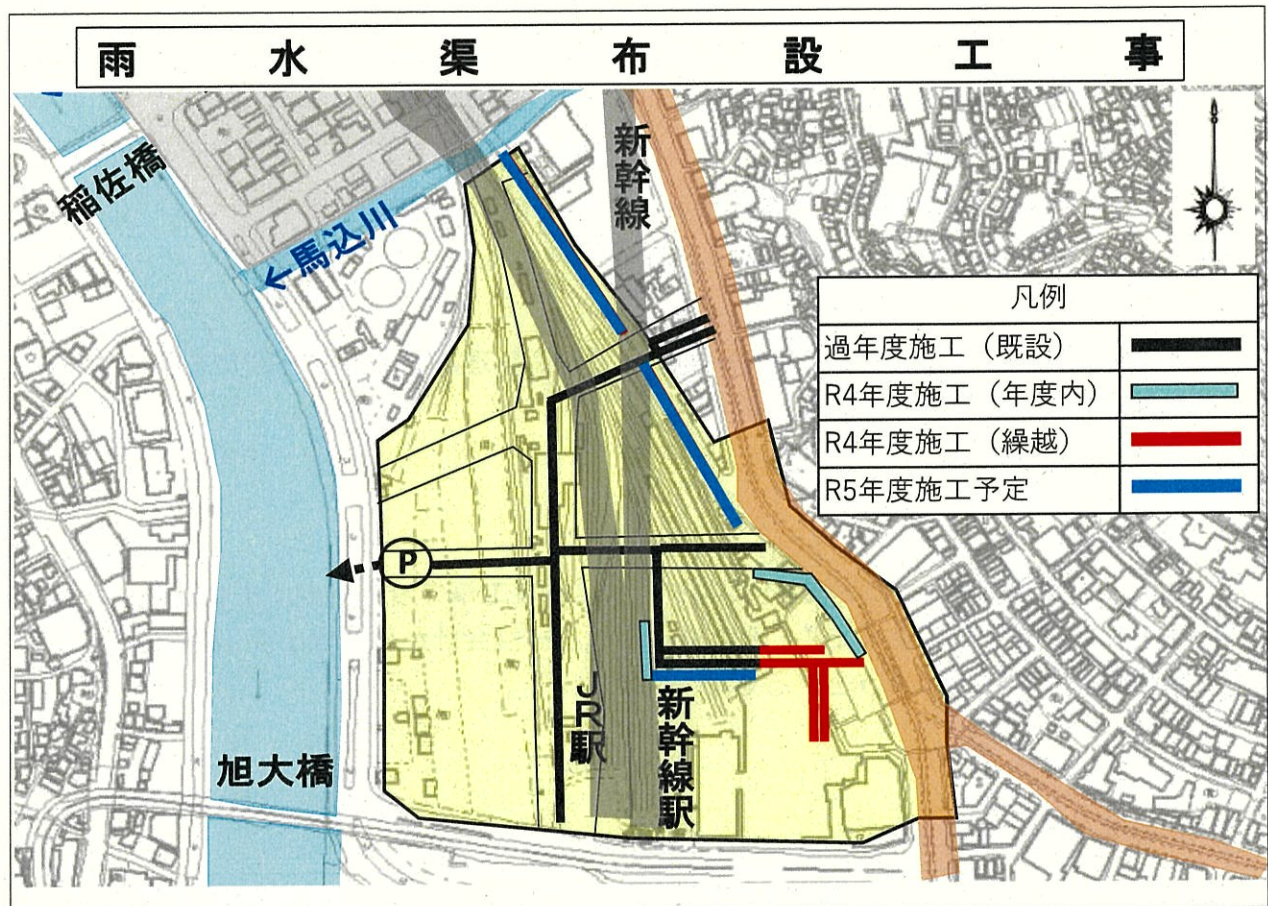 雨水渠布設工事
稲佐橋
←馬込川
新幹線
凡例
過年度施工（既設）
R4年度施工（年度内）
R4年度施工（繰越）
R5年度施工予定
P
JR駅
新幹線駅
旭大橋